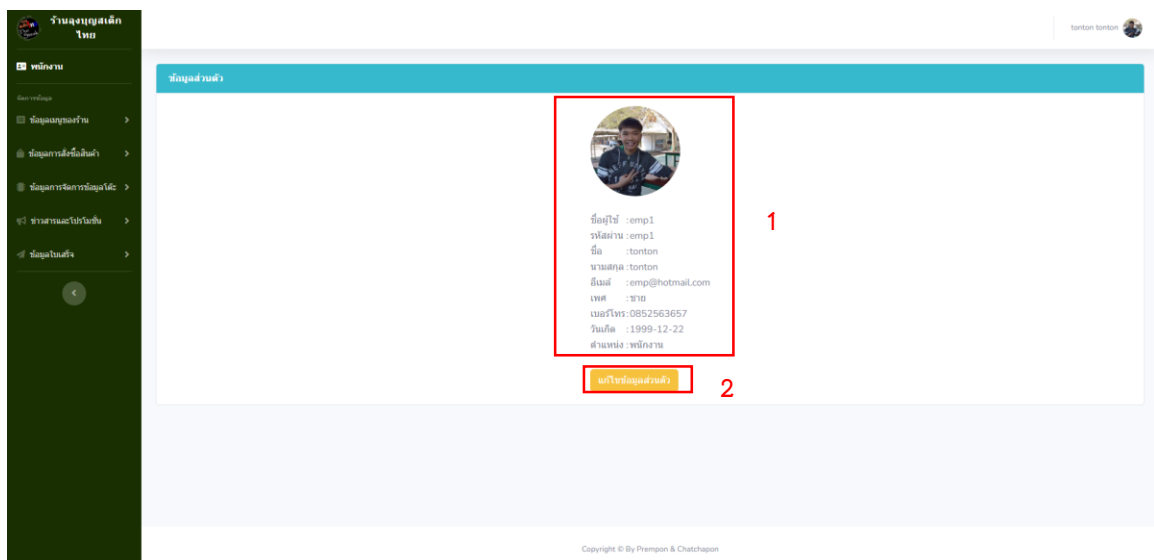 ร้านลุงบุญสเต็ก
ไทย
tonton tonton
พนักงาน
ข้อมูลส่วนตัว
จัดการข้อมูล
ข้อมูลเมนูของร้าน
ข้อมูลการสั่งซื้อสินค้า
ข้อมูลการจัดการข้อมูลโต๊ะ
ข่าวสารและโปรโมชั่น
ข้อมูลใบเสร็จ
ชื่อผู้ใช้ :emp1
รหัสผ่าน :emp1
ชื่อ :tonton
นามสกุล :tonton
อีเมล์ :emp@hotmail.com
เพศ :ชาย
เบอร์โทร:0852563657
วันเกิด :1999-12-22
ตำแหน่ง :พนักงาน
1
แก้ไขข้อมูลส่วนตัว
2
Copyright © By Prempon & Chatchapon